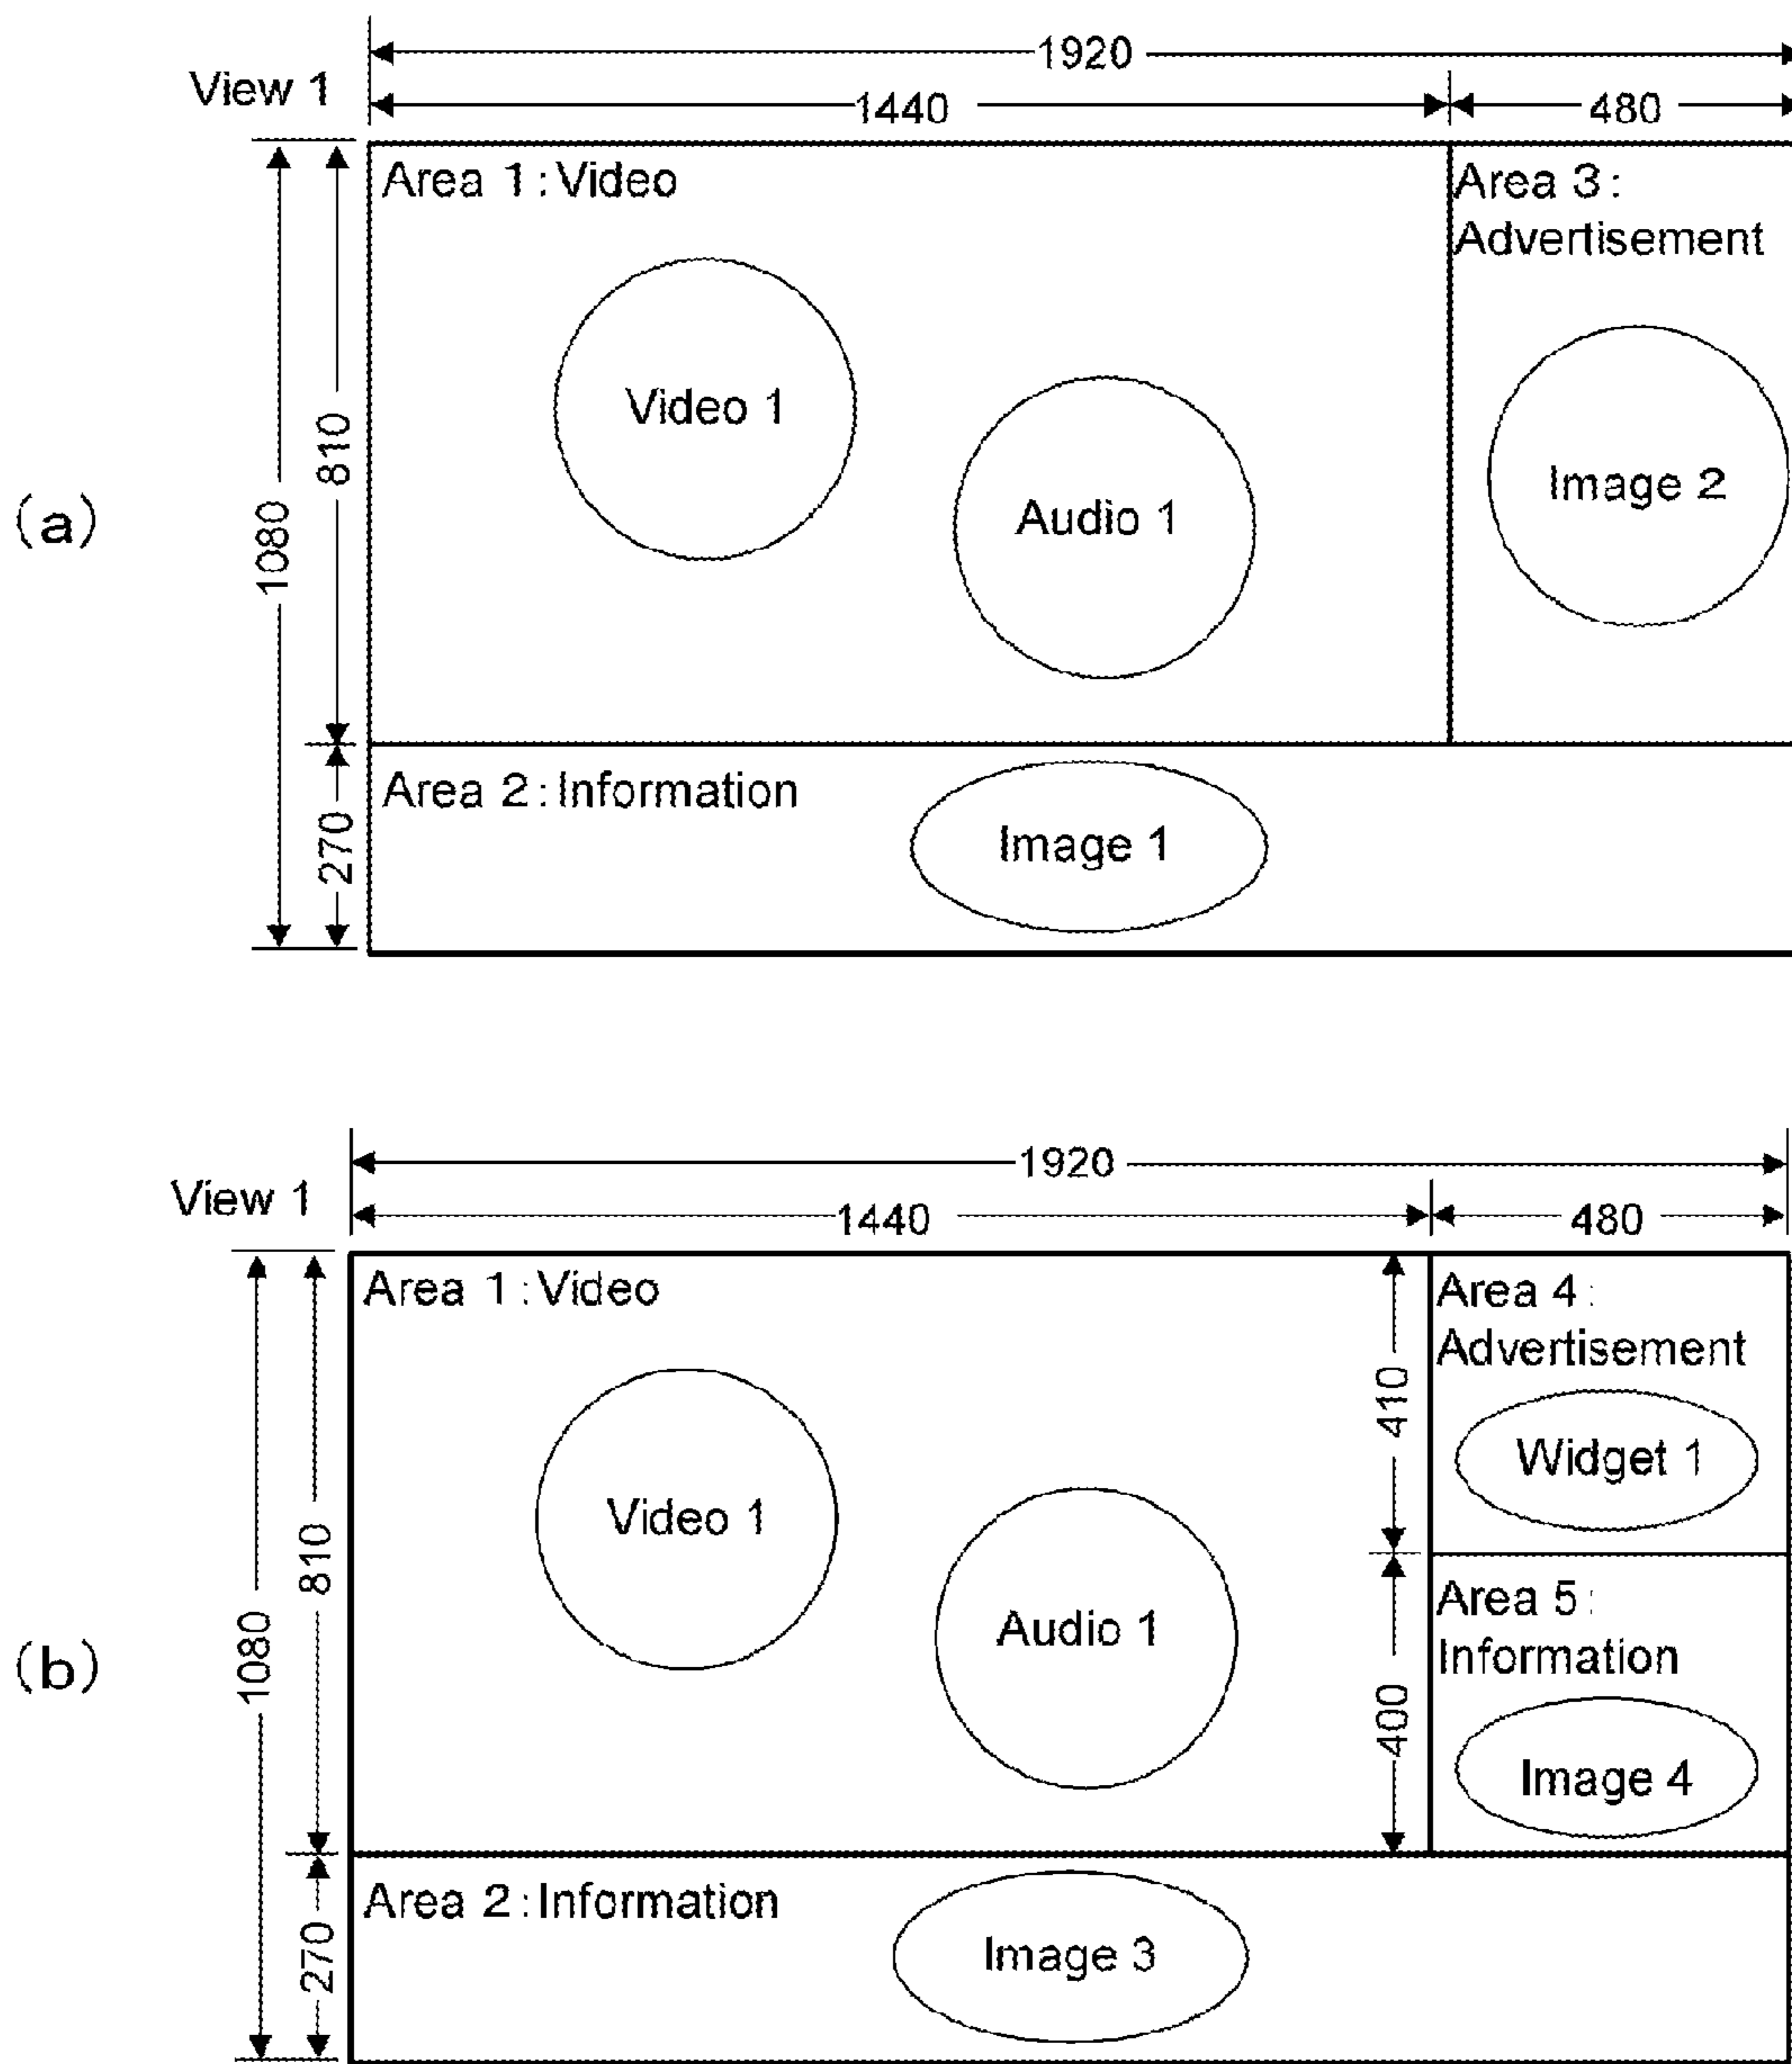 1920
View 1
1440
480
Area 1 : Video
Area 3 :
Advertisement
Video 1
Audio 1
Image 2
(a)
1080
810
270
Area 2 : Information
Image 1
1920
View 1
1440
480
Area 1 : Video
Area 4 :
Advertisement
410
Widget 1
Video 1
Audio 1
Area 5 :
Information
400
Image 4
(b)
1080
810
270
Area 2 : Information
Image 3